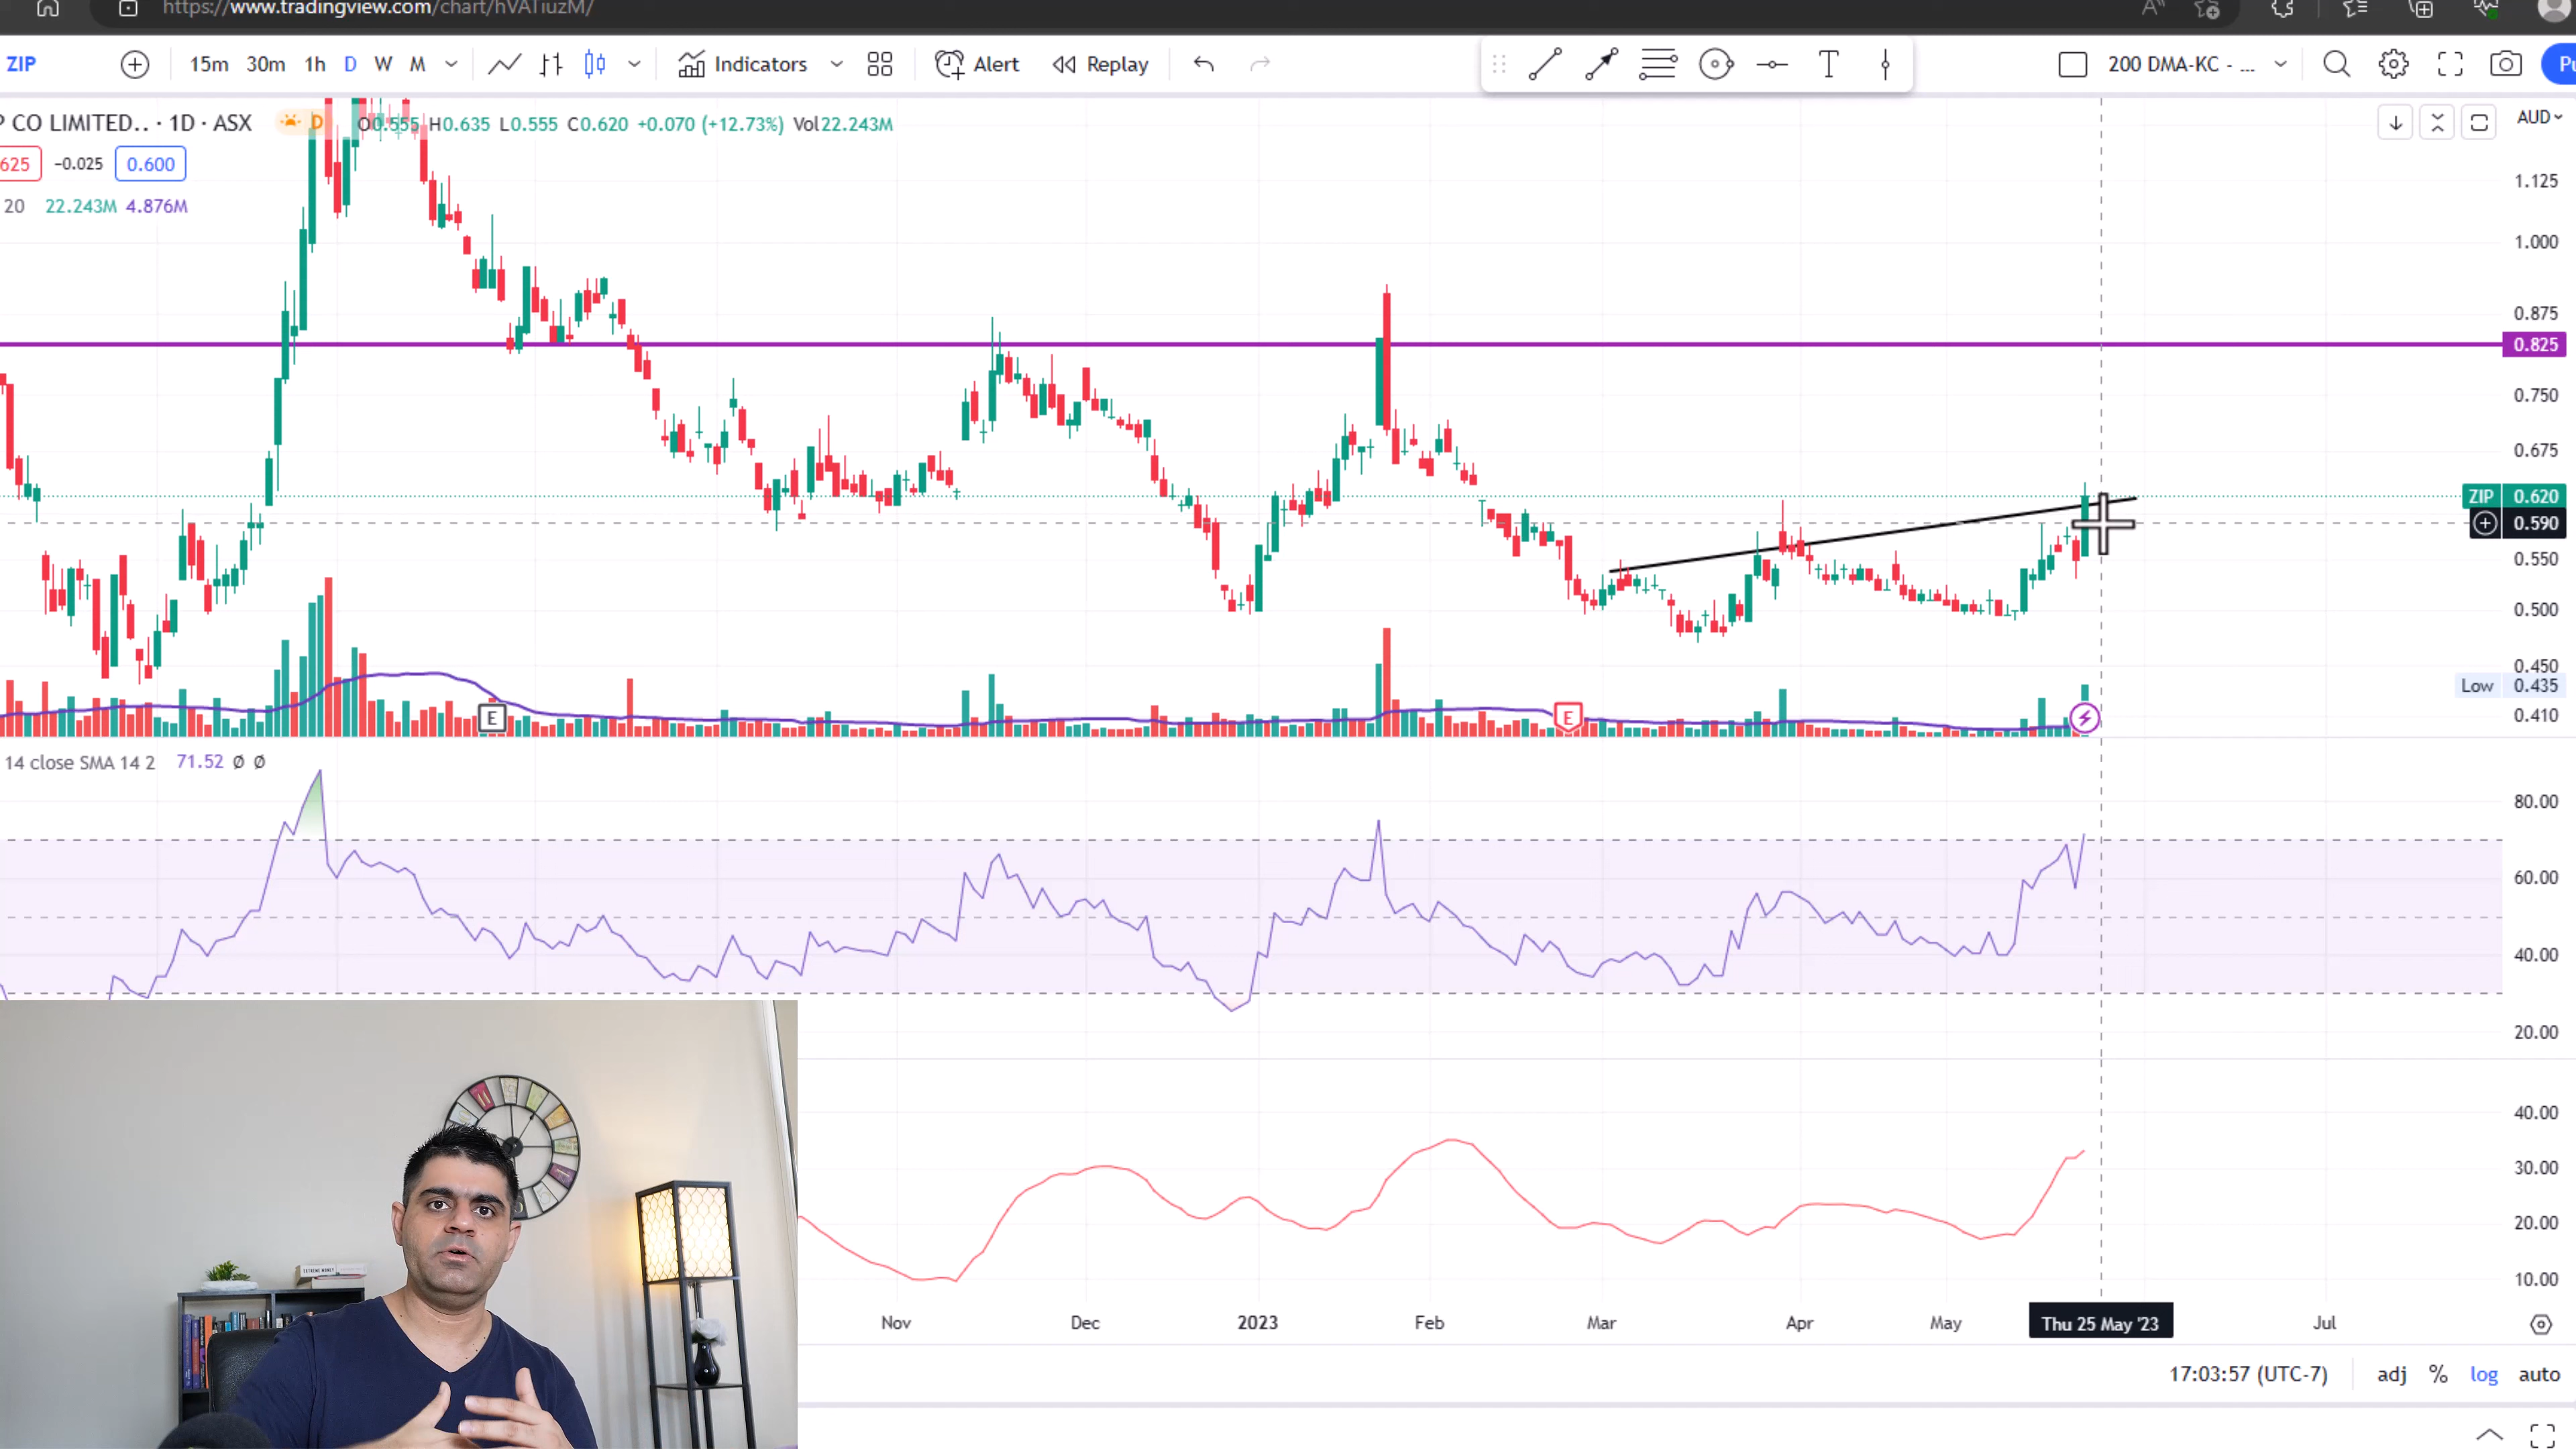 https://www.tradingview.com/chart/hVATiuzM/
ZIP 15m 30m 1h D W M Indicators Alert Replay T 200 DMA-KC - ...
P CO LIMITED.. · 1D · ASX D O0.555 H0.635 L0.555 C0.620 +0.070 (+12.73%) Vol22.243M
AUD
625 −0.025 0.600
20 22.243M 4.876M
1.125
1.000
0.875
0.825
0.750
0.675
ZIP 0.620
0.590
0.550
0.500
0.450
Low 0.435
0.410
E E
14 close SMA 14 2 71.52 Ø Ø
80.00
60.00
40.00
20.00
40.00
30.00
20.00
10.00
EXTREME MONEY
Nov Dec 2023 Feb Mar Apr May Thu 25 May '23 Jul
17:03:57 (UTC-7) adj % log auto